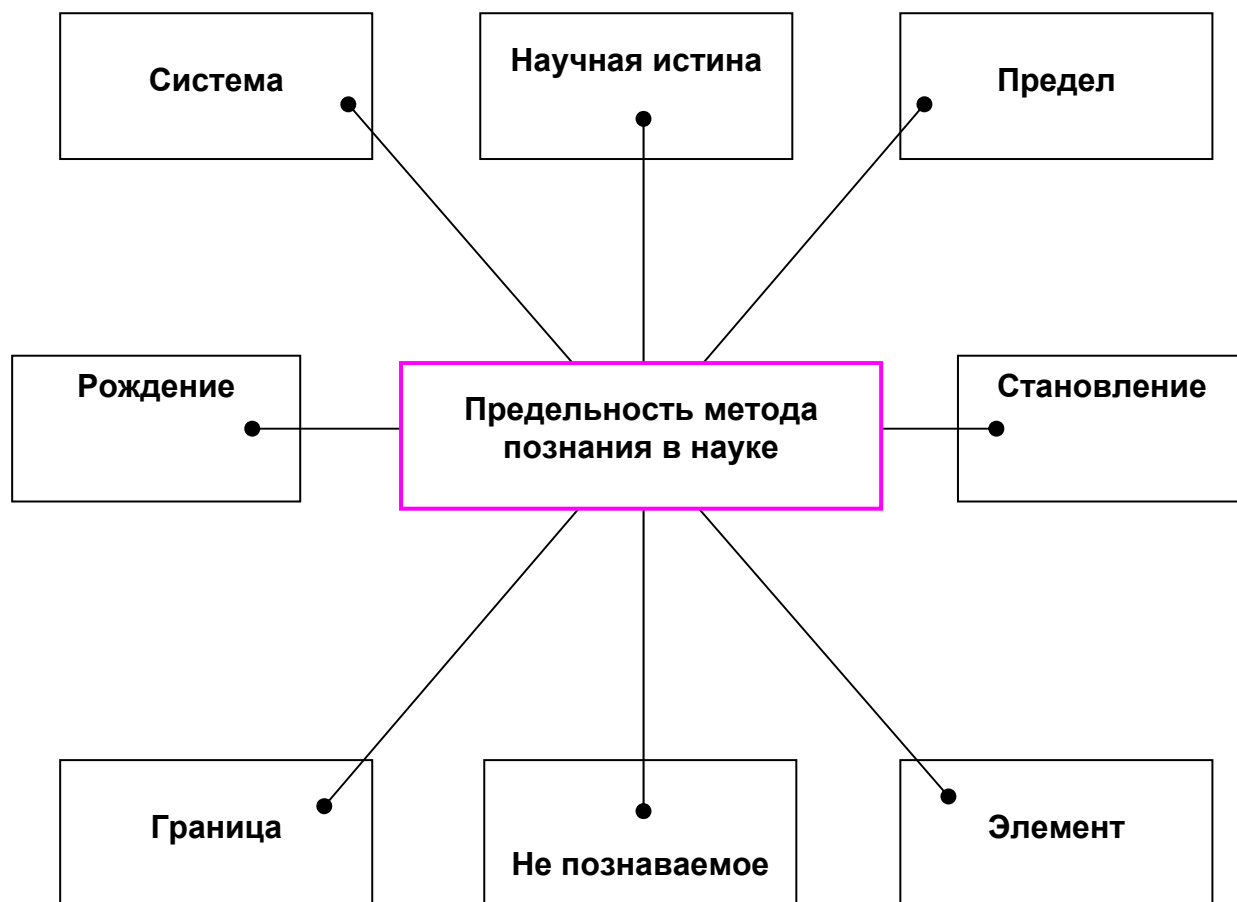 Система
Научная истина
Предел
Рождение
Предельность метода
познания в науке
Становление
Граница
Не познаваемое
Элемент